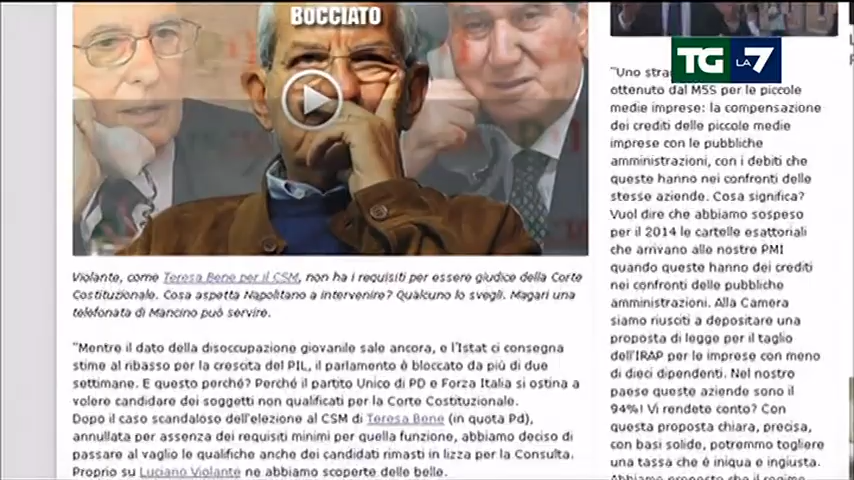 BOCCIATO
Violante, come Teresa Bene per il CSM, non ha i requisiti per essere giudice della Corte
Costituzionale. Cosa aspetta Napolitano a intervenire? Qualcuno lo svegli. Magari una
telefonata di Mancino può servire.
"Mentre il dato della disoccupazione giovanile sale ancora, e l'Istat ci consegna
stime al ribasso per la crescita del PIL, il parlamento è bloccato da più di due
settimane. E questo perché? Perché il partito Unico di PD e Forza Italia si ostina a
volere candidare dei soggetti non qualificati per la Corte Costituzionale.
Dopo il caso scandaloso dell'elezione al CSM di Teresa Bene (in quota Pd),
annullata per assenza dei requisiti minimi per quella funzione, abbiamo deciso di
passare al vaglio le qualifiche anche dei candidati rimasti in lizza per la Consulta.
Proprio su Luciano Violante ne abbiamo scoperte delle belle.
TG LA 7
"Uno
ottenuto dal M5S per le piccole
medie imprese: la compensazione
dei crediti delle piccole medie
imprese con le pubbliche
amministrazioni, con i debiti che
queste hanno nei confronti delle
stesse aziende. Cosa significa?
Vuol dire che abbiamo sospeso
per il 2014 le cartelle esattoriali
che arrivano alle nostre PMI
quando queste hanno dei crediti
nei confronti delle pubbliche
amministrazioni. Alla Camera
siamo riusciti a depositare una
proposta di legge per il taglio
dell'IRAP per le imprese con meno
di dieci dipendenti. Nel nostro
paese queste aziende sono il
94%! Vi rendete conto? Con
questa proposta chiara, precisa,
con basi solide, potremmo togliere
una tassa che è iniqua e ingiusta.
Abbiamo proposto che il regime